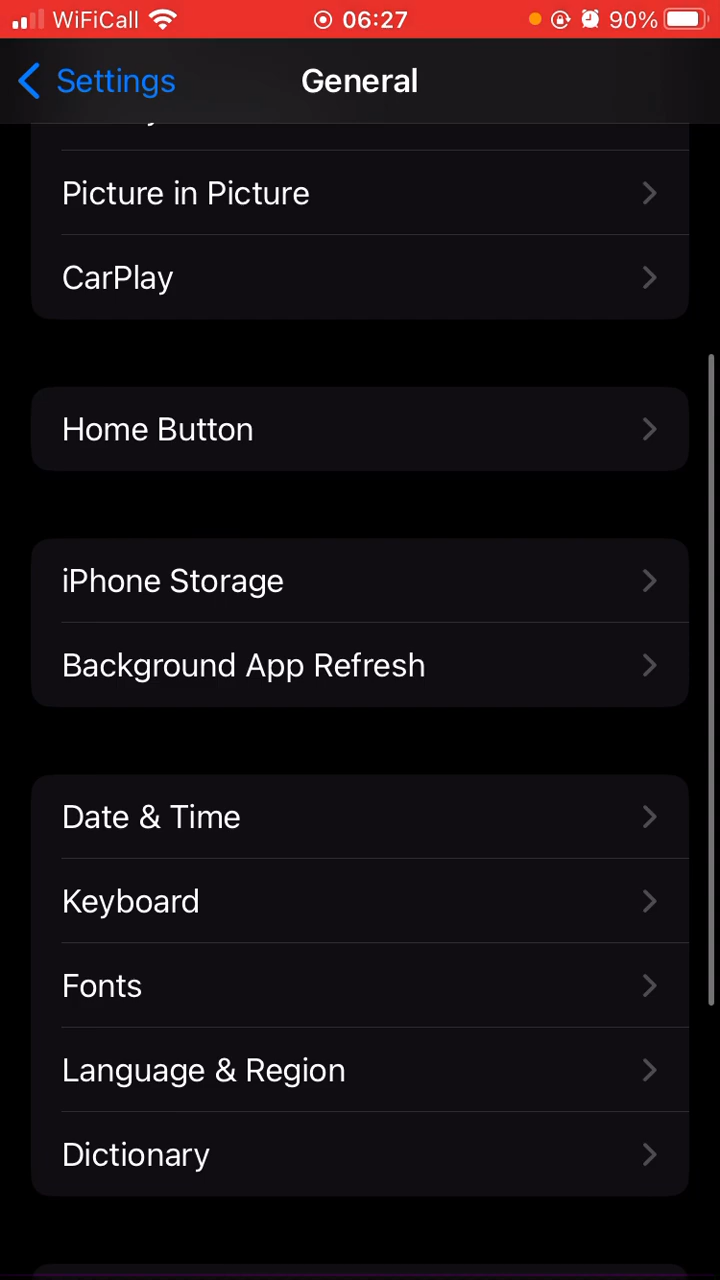 WiFiCall 06:27 90%
Settings General
Picture in Picture
CarPlay
Home Button
iPhone Storage
Background App Refresh
Date & Time
Keyboard
Fonts
Language & Region
Dictionary